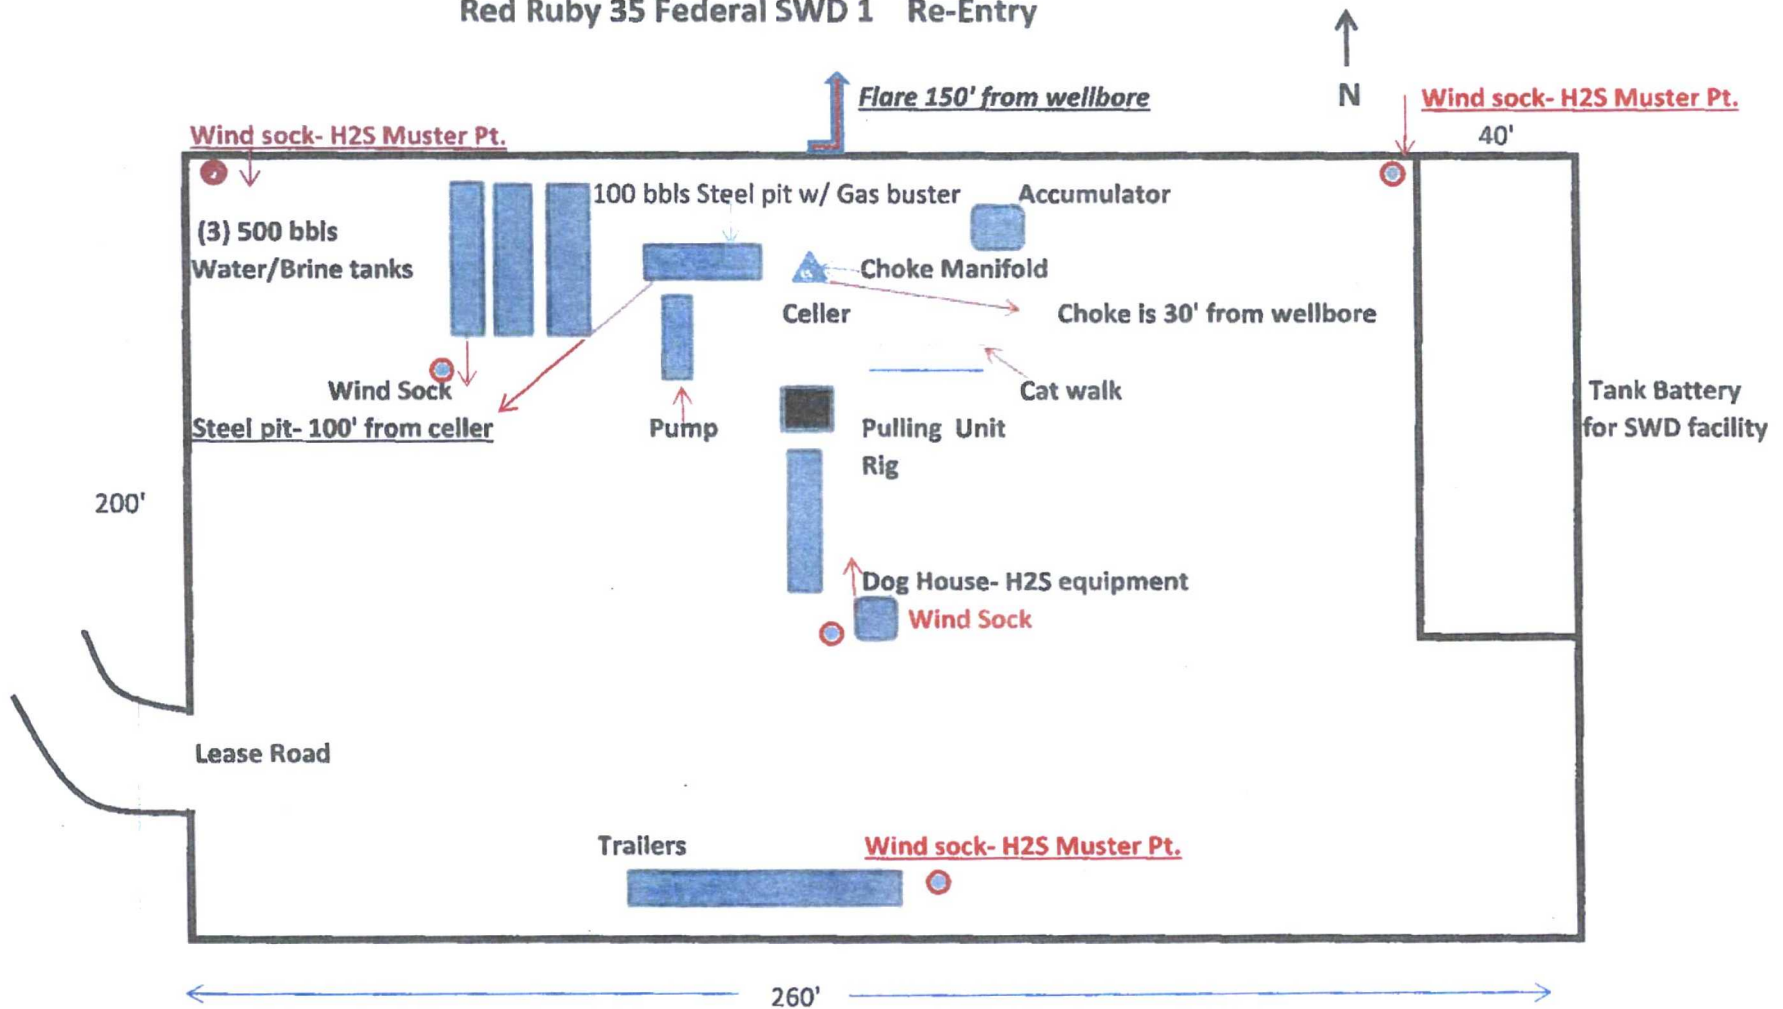 Red Ruby 35 Federal SWD 1 Re-Entry
Flare 150' from wellbore
N
Wind sock- H2S Muster Pt.
40'
Wind sock- H2S Muster Pt.
100 bbls Steel pit w/ Gas buster
Accumulator
(3) 500 bbls
Water/Brine tanks
Choke Manifold
Celler
Choke is 30' from wellbore
Wind Sock
Cat walk
Tank Battery
for SWD facility
Steel pit- 100' from celler
Pump
Pulling Unit
Rig
200'
Dog House- H2S equipment
Wind Sock
Lease Road
Trailers
Wind sock- H2S Muster Pt.
260'